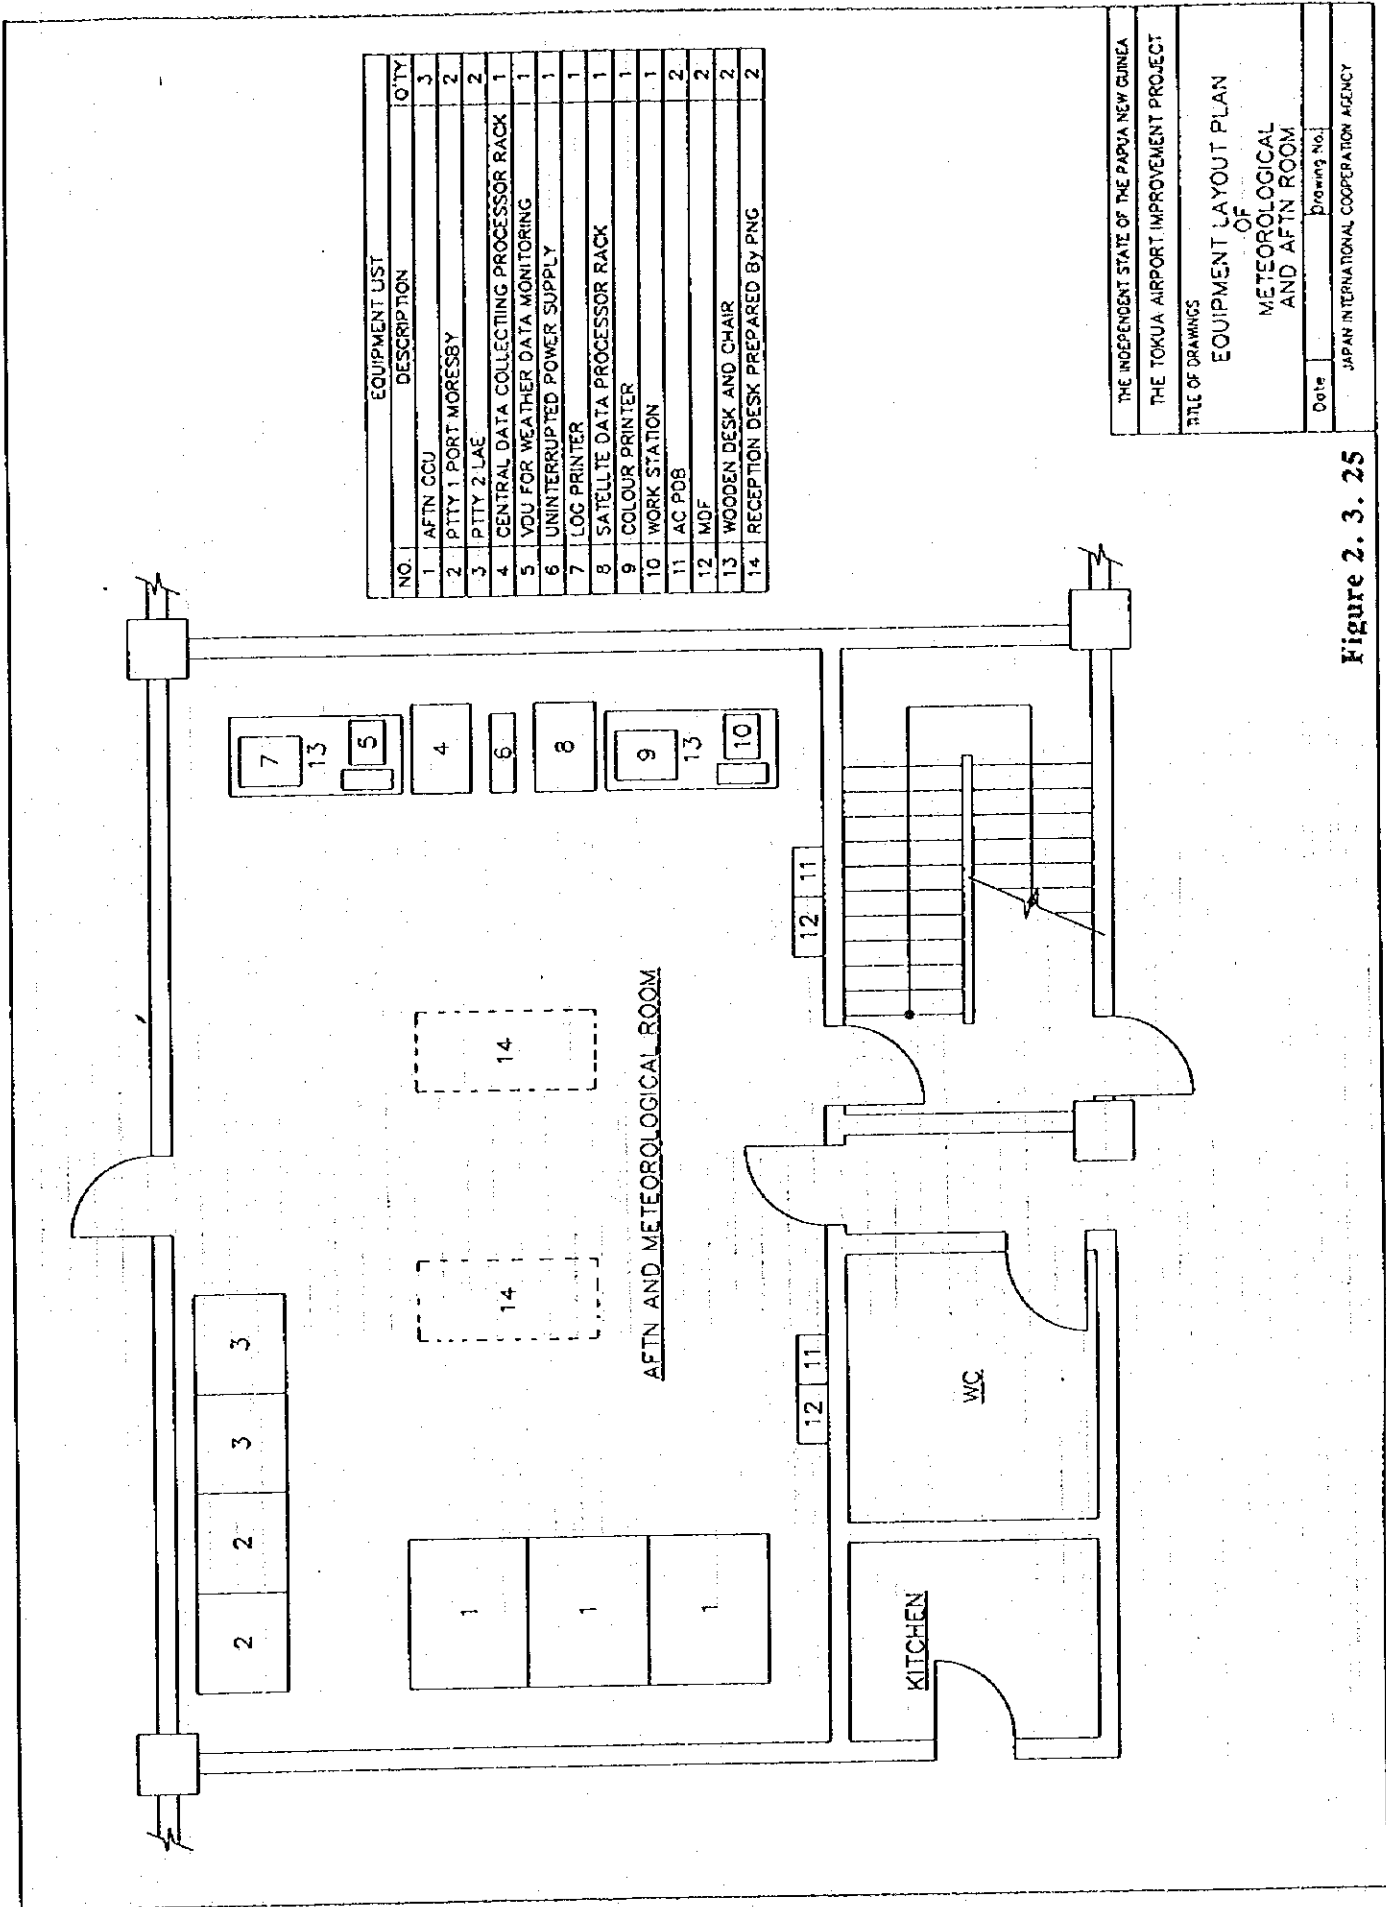 EQUIPMENT LIST
NO. DESCRIPTION Q'TY
1 AFTN CCU 3
2 PTTY 1 PORT MORESBY 2
3 PTTY 2 LAE 2
4 CENTRAL DATA COLLECTIING PROCESSOR RACK 1
5 VDU FOR WEATHER DATA MONITORING 1
6 UNINTERRUPTED POWER SUPPLY 1
7 LOG PRINTER 1
8 SATELLTE DATA PROCESSOR RACK 1
9 COLOUR PRINTER 1
10 WORK STATION 1
11 AC PDB 2
12 MDF 2
13 WOODEN DESK AND CHAIR 2
14 RECEPTION DESK PREPARED By PNG 2
2 2 3 3
7
13
5
4
6
8
9
13
10
1
1
1
14
14
AFTN AND METEOROLOGICAL ROOM
12 11
12 11
KITCHEN
WC
THE INDEPENDENT STATE OF THE PAPUA NEW GUINEA
THE TOKUA AIRPORT IMPROVEMENT PROJECT
TITLE OF DRAWINGS
EQUIPMENT LAYOUT PLAN
OF
METEOROLOGICAL
AND AFTN ROOM
Date Drawing No.
JAPAN INTERNATIONAL COOPERATION AGENCY
Figure 2. 3. 25